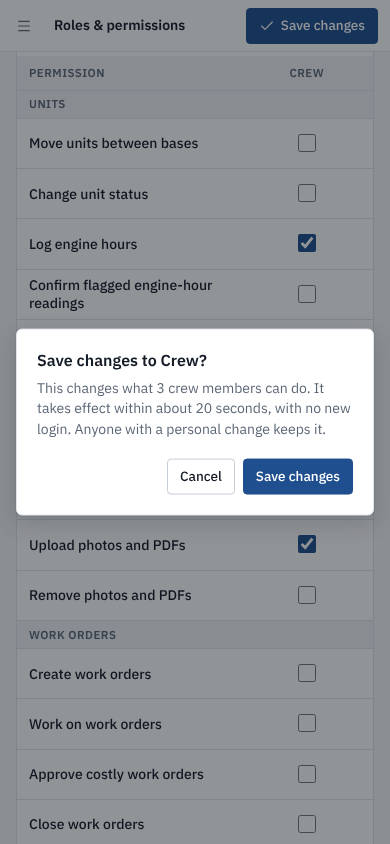 Roles & permissions
Save changes
PERMISSION
CREW
UNITS
Move units between bases
Change unit status
Log engine hours
Confirm flagged engine-hour
readings
Save changes to Crew?
This changes what 3 crew members can do. It
takes effect within about 20 seconds, with no new
login. Anyone with a personal change keeps it.
Cancel
Save changes
Upload photos and PDFs
Remove photos and PDFs
WORK ORDERS
Create work orders
Work on work orders
Approve costly work orders
Close work orders